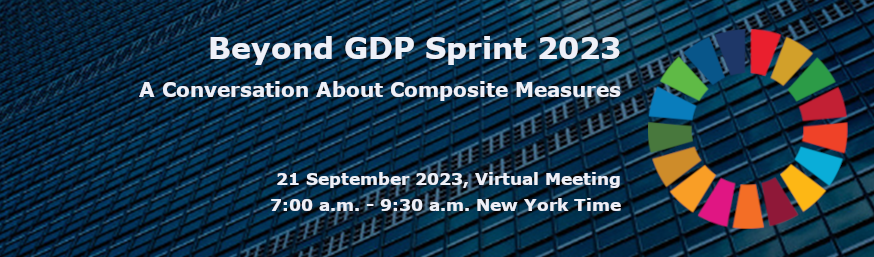 Beyond GDP Sprint 2023
A Conversation About Composite Measures
21 September 2023, Virtual Meeting
7:00 a.m. - 9:30 a.m. New York Time